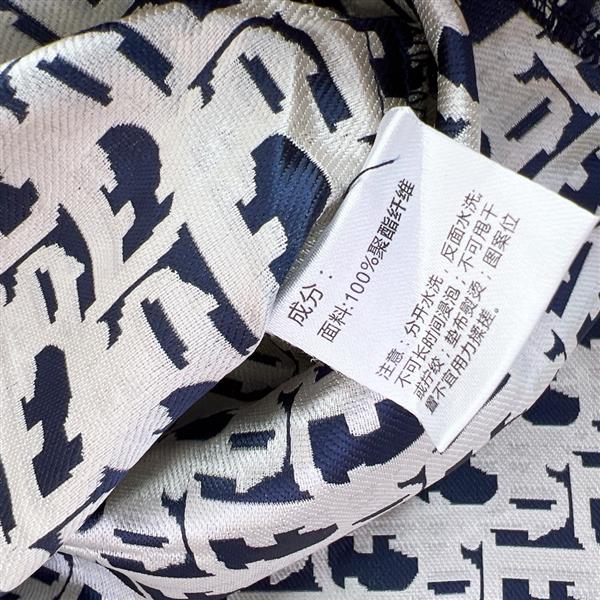 成分：
面料:100%聚酯纤维
注意：分开水洗；反面水洗；
不可长时间浸泡；不可甩干
或拧绞；垫布熨烫；图案位
置不宜用力揉搓。